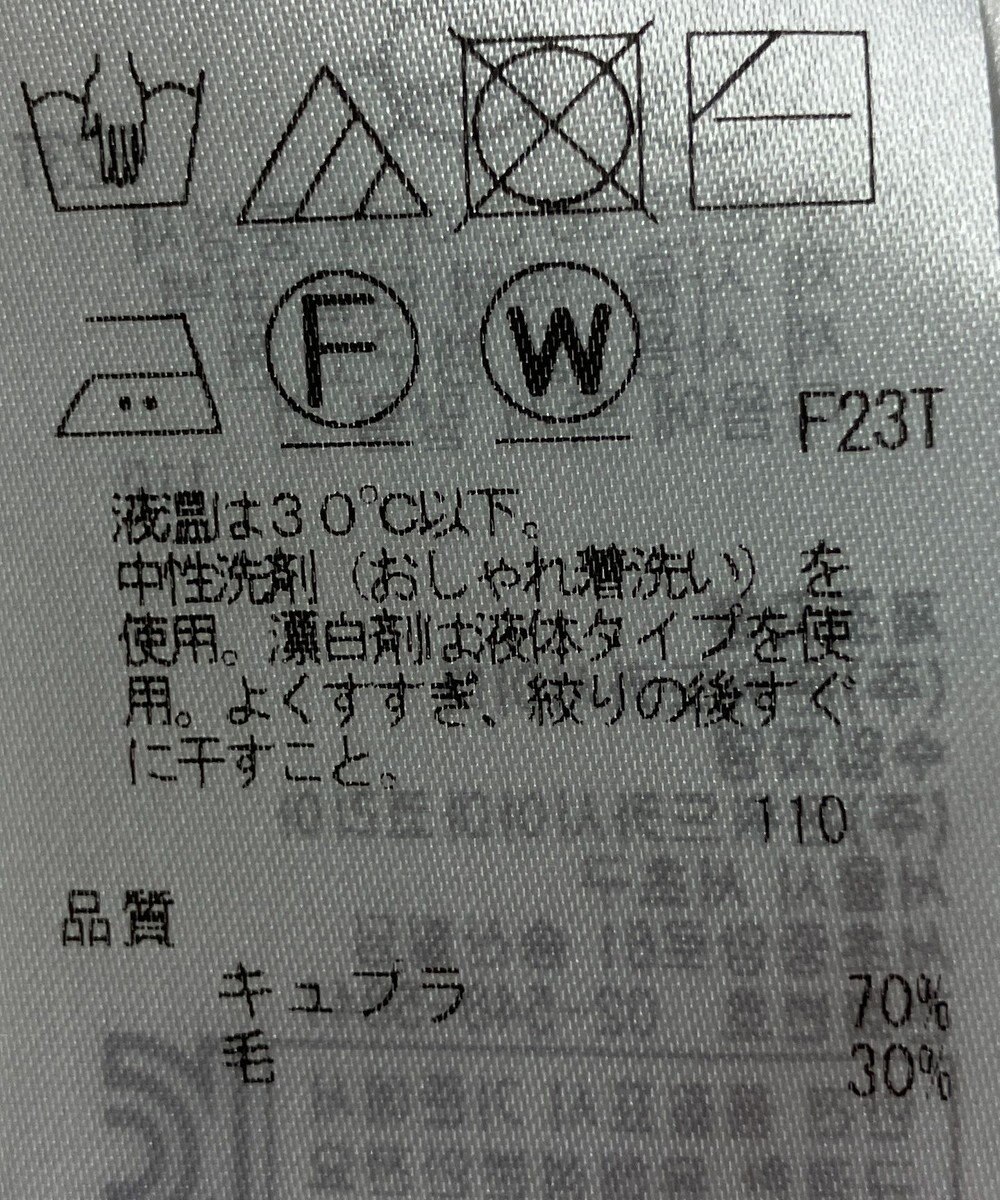 F
W
F23T
液温は30℃以下。
中性洗剤（おしゃれ着洗い）を
使用。漂白剤は液体タイプを使
用。よくすすぎ、絞りの後すぐ
に干すこと。
110
品質
キュプラ 70%
毛 30%